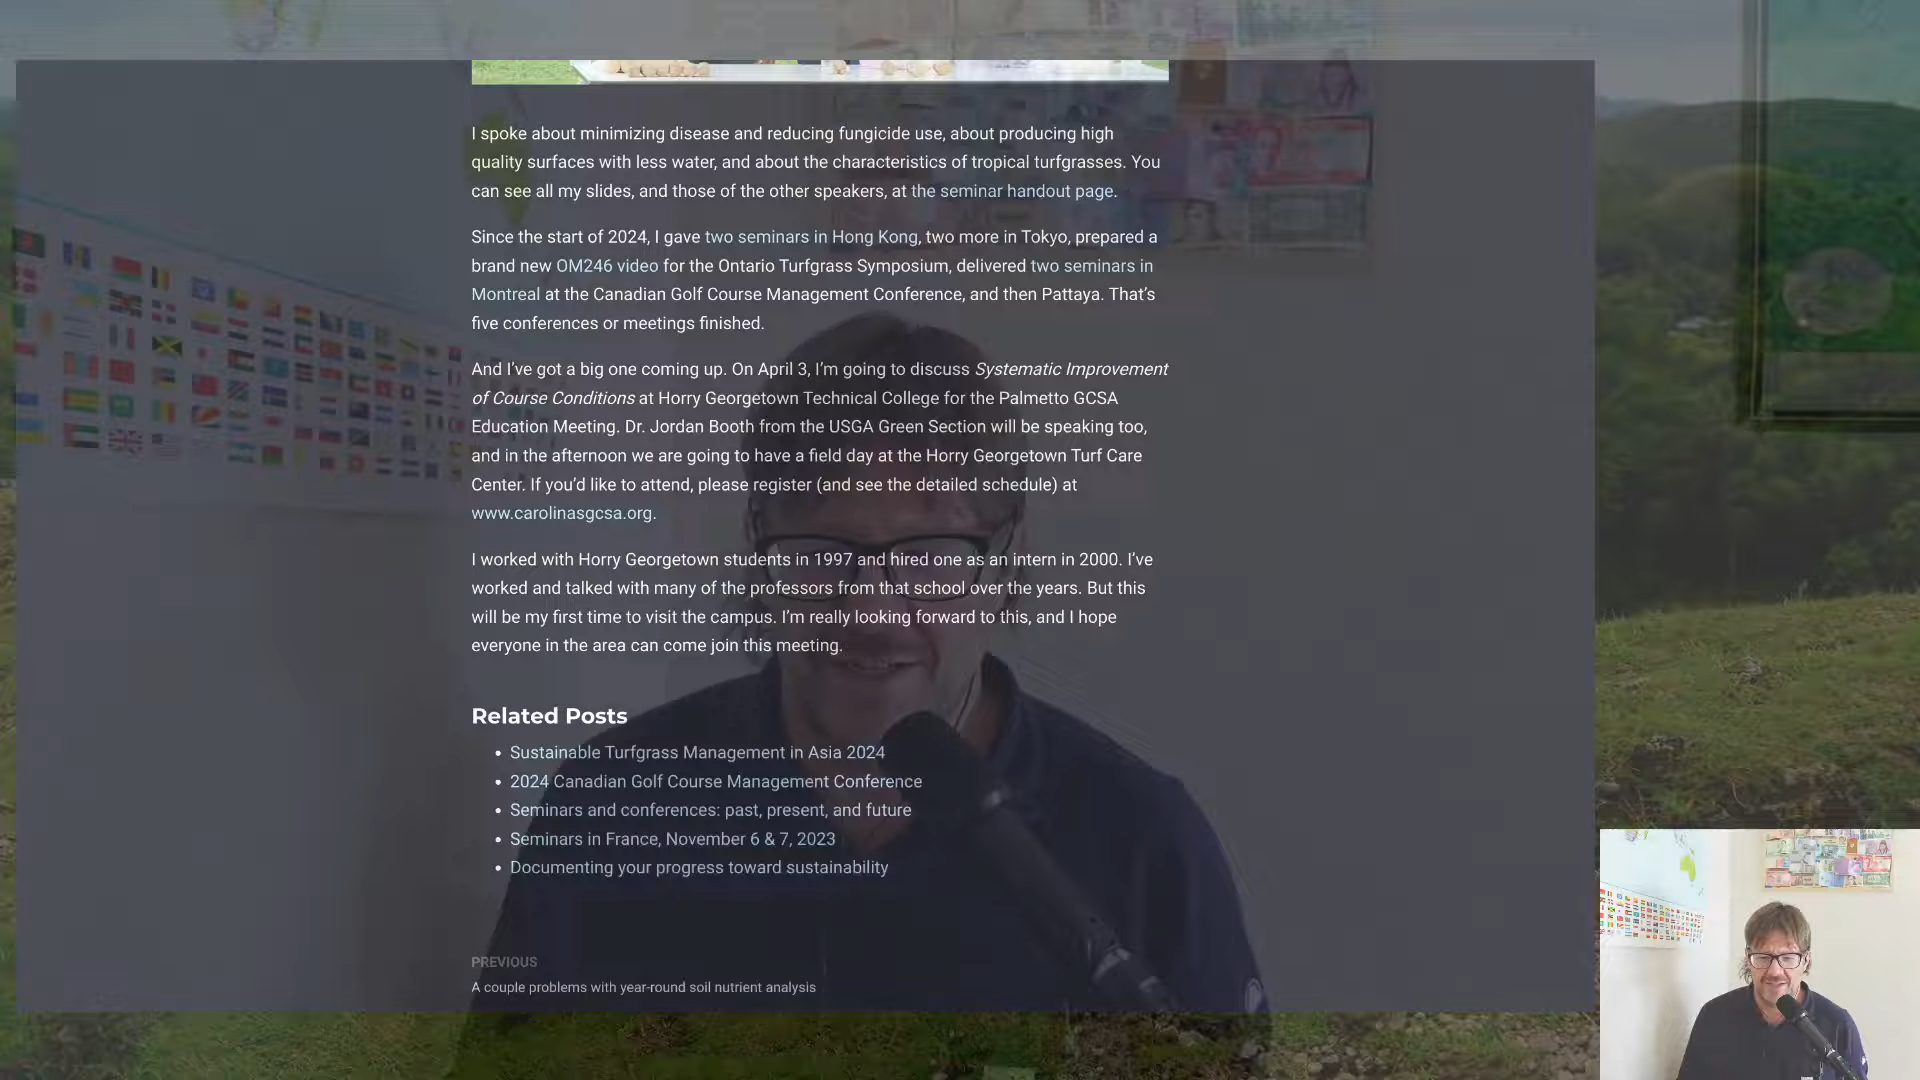 I spoke about minimizing disease and reducing fungicide use, about producing high
quality surfaces with less water, and about the characteristics of tropical turfgrasses. You
can see all my slides, and those of the other speakers, at the seminar handout page.
Since the start of 2024, I gave two seminars in Hong Kong, two more in Tokyo, prepared a
brand new OM246 video for the Ontario Turfgrass Symposium, delivered two seminars in
Montreal at the Canadian Golf Course Management Conference, and then Pattaya. That’s
five conferences or meetings finished.
And I’ve got a big one coming up. On April 3, I’m going to discuss Systematic Improvement
of Course Conditions at Horry Georgetown Technical College for the Palmetto GCSA
Education Meeting. Dr. Jordan Booth from the USGA Green Section will be speaking too,
and in the afternoon we are going to have a field day at the Horry Georgetown Turf Care
Center. If you’d like to attend, please register (and see the detailed schedule) at
www.carolinasgcsa.org.
I worked with Horry Georgetown students in 1997 and hired one as an intern in 2000. I’ve
worked and talked with many of the professors from that school over the years. But this
will be my first time to visit the campus. I’m really looking forward to this, and I hope
everyone in the area can come join this meeting.
Related Posts
• Sustainable Turfgrass Management in Asia 2024
• 2024 Canadian Golf Course Management Conference
• Seminars and conferences: past, present, and future
• Seminars in France, November 6 & 7, 2023
• Documenting your progress toward sustainability
PREVIOUS
A couple problems with year-round soil nutrient analysis